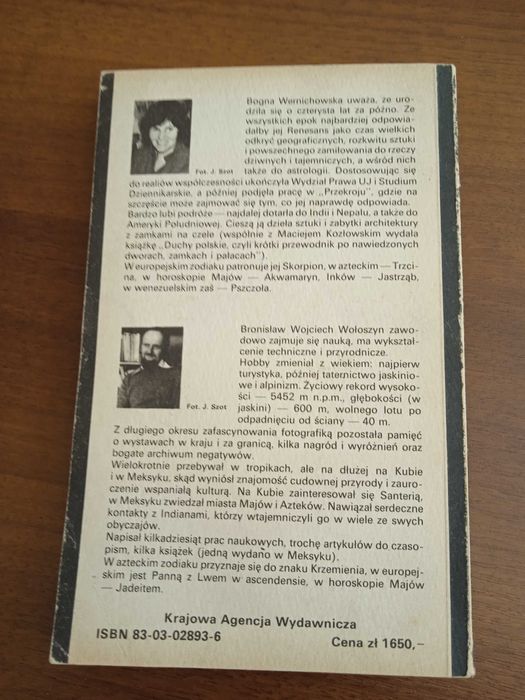 Bogna Wernichowska uważa, że uro-
dziła się o czterysta lat za późno. Ze
wszystkich epok najbardziej odpowia-
dałby jej Renesans jako czas wielkich
odkryć geograficznych, rozkwitu sztuki
i powszechnego zamiłowania do rzeczy
dziwnych i tajemniczych, a wśród nich
Fot. J. Szot
także do astrologii. Dostosowując się
do realiów współczesności ukończyła Wydział Prawa UJ i Studium
Dziennikarskie, a później podjęła pracę w „Przekroju", gdzie na
szczęście może zajmować się tym, co jej naprawdę odpowiada.
Bardzo lubi podróże — najdalej dotarła do Indii i Nepalu, a także do
Ameryki Południowej. Cieszą ją dzieła sztuki i zabytki architektury
z zamkami na czele (wspólnie z Maciejem Kozłowskim wydała
książkę „Duchy polskie, czyli krótki przewodnik po nawiedzonych
dworach, zamkach i pałacach").
W europejskim zodiaku patronuje jej Skorpion, w azteckim — Trzci-
na, w horoskopie Majów — Akwamaryn, Inków — Jastrząb,
w wenezuelskim zaś — Pszczoła.
Bronisław Wojciech Wołoszyn zawo-
dowo zajmuje się nauką, ma wykształ-
cenie techniczne i przyrodnicze.
Hobby zmieniał z wiekiem: najpierw
turystyka, później taternictwo jaskinio-
we i alpinizm. Życiowy rekord wysoko-
ści — 5452 m n.p.m., głębokości (w
jaskini) — 600 m, wolnego lotu po
Fot. J. Szot
odpadnięciu od ściany — 40 m.
Z długiego okresu zafascynowania fotografiką pozostała pamięć
o wystawach w kraju i za granicą, kilka nagród i wyróżnień oraz
bogate archiwum negatywów.
Wielokrotnie przebywał w tropikach, ale na dłużej na Kubie
i w Meksyku, skąd wyniósł znajomość cudownej przyrody i zauro-
czenie wspaniałą kulturą. Na Kubie zainteresował się Santerią,
w Meksyku zwiedzał miasta Majów i Azteków. Nawiązał serdeczne
kontakty z Indianami, którzy wtajemniczyli go w wiele ze swych
obyczajów.
Napisał kilkadziesiąt prac naukowych, trochę artykułów do czaso-
pism, kilka książek (jedną wydano w Meksyku).
W azteckim zodiaku przyznaje się do znaku Krzemienia, w europej-
skim jest Panną z Lwem w ascendensie, w horoskopie Majów
— Jadeitem.
Krajowa Agencja Wydawnicza
ISBN 83-03-02893-6
Cena zł 1650,-